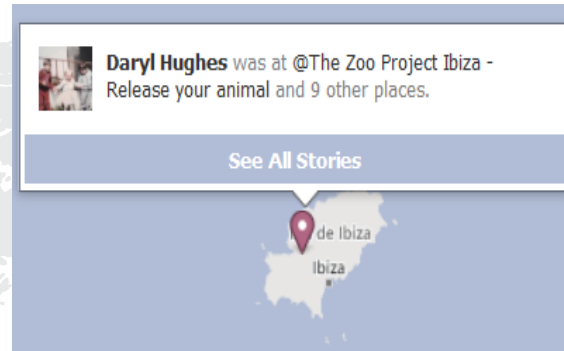 Daryl Hughes was at @The Zoo Project Ibiza -
Release your animal and 9 other places.
See All Stories
de Ibiza
Ibiza